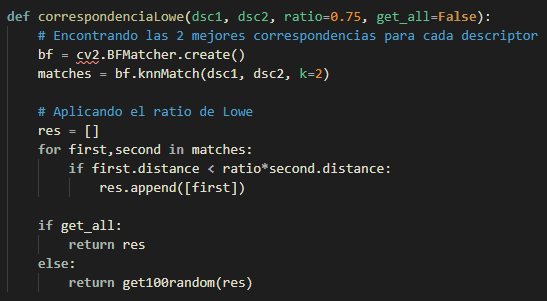 def correspondenciaLowe(dsc1, dsc2, ratio=0.75, get_all=False):
    # Encontrando las 2 mejores correspondencias para cada descriptor
    bf = cv2.BFMatcher.create()
    matches = bf.knnMatch(dsc1, dsc2, k=2)

    # Aplicando el ratio de Lowe
    res = []
    for first,second in matches:
        if first.distance < ratio*second.distance:
            res.append([first])

    if get_all:
        return res
    else:
        return get100random(res)